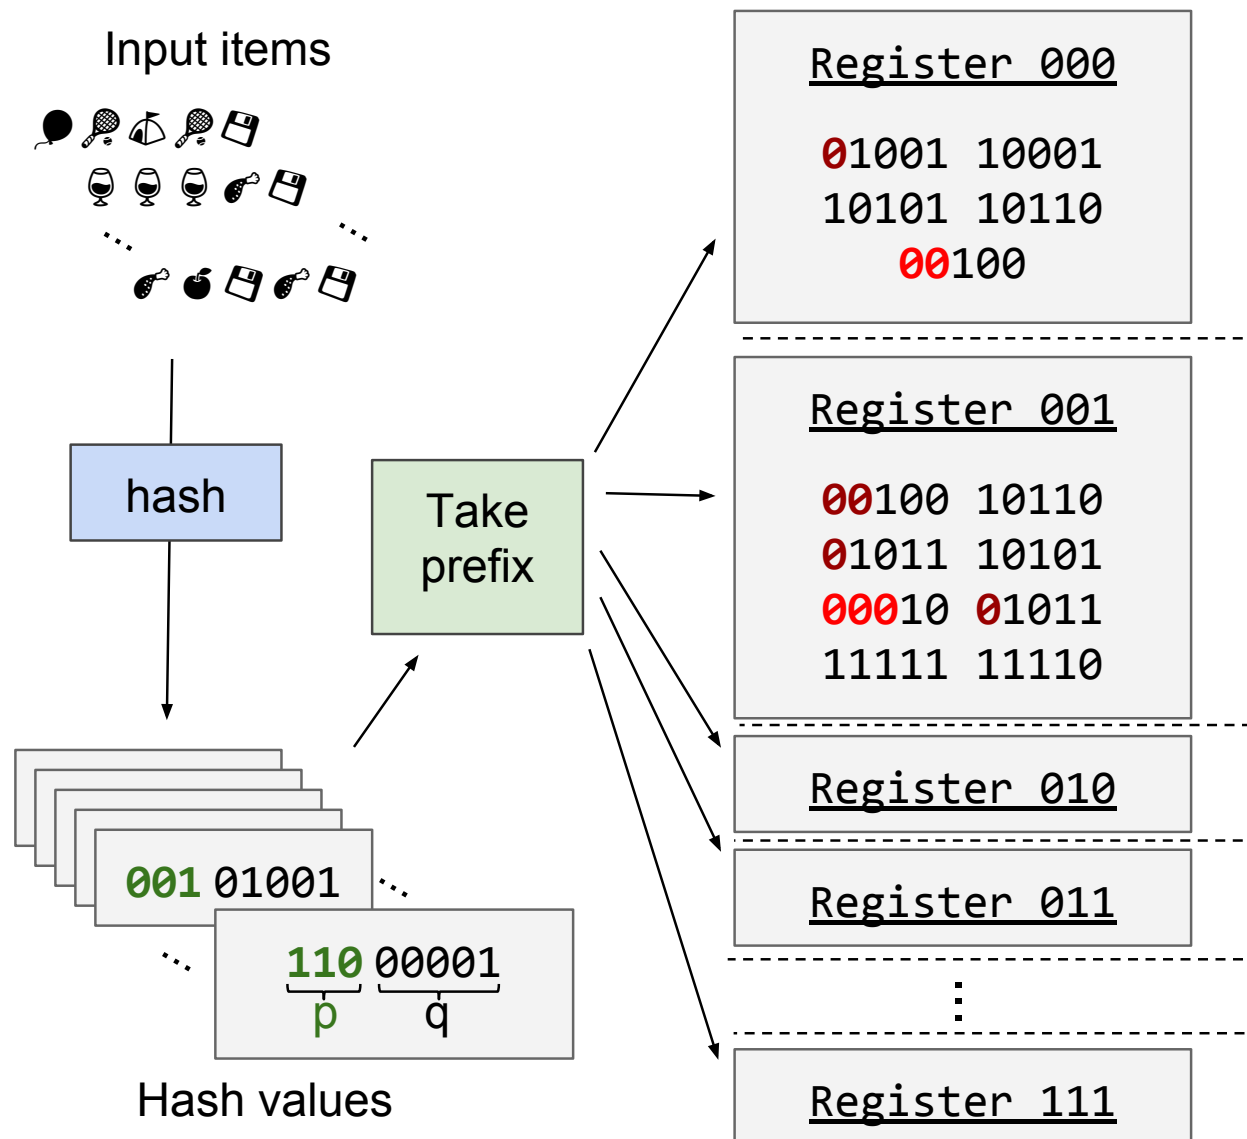 Input items
hash
Take
prefix
001 01001
110 00001
p q
Hash values
Register 000
01001 10001
10101 10110
00100
Register 001
00100 10110
01011 10101
00010 01011
11111 11110
Register 010
Register 011
Register 111